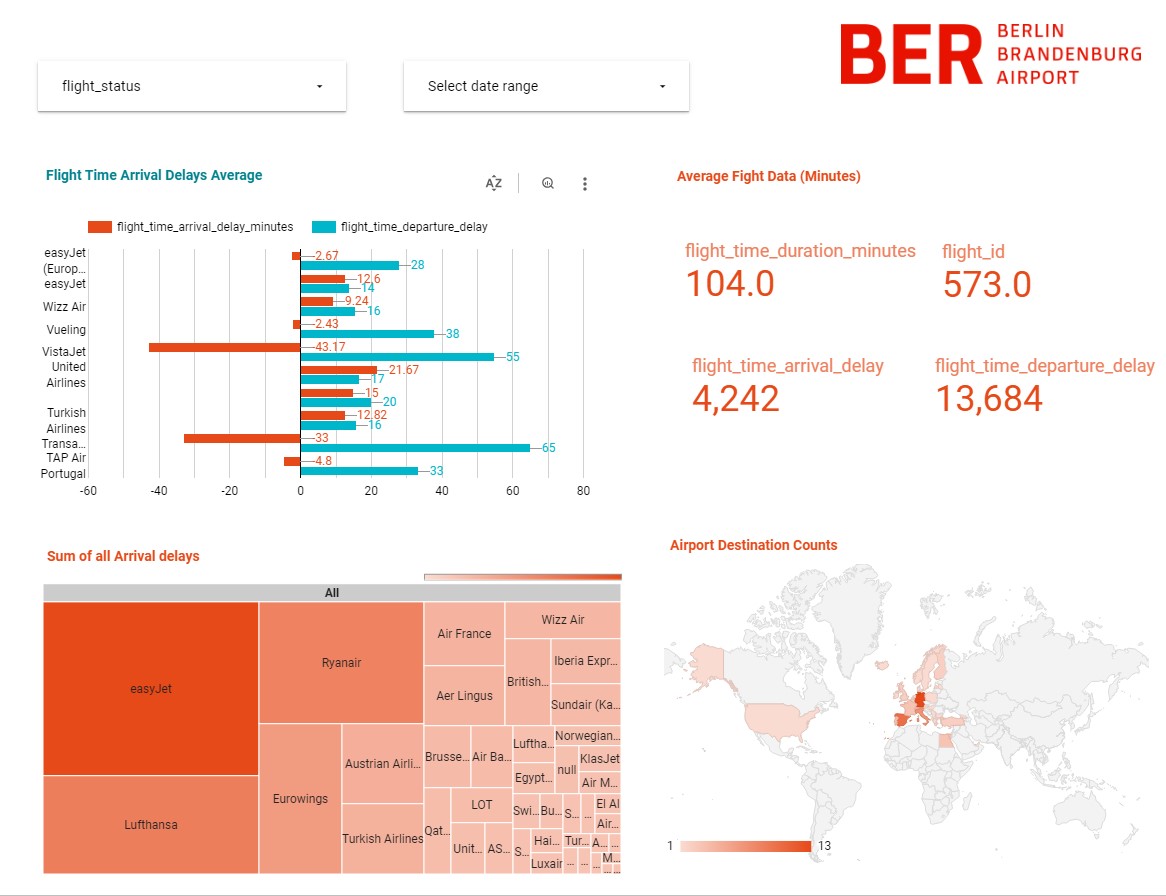 BER BERLIN
BRANDENBURG
AIRPORT
flight_status
Select date range
Flight Time Arrival Delays Average
AZ
flight_time_arrival_delay_minutes
flight_time_departure_delay
easyJet
(Europ...
easyJet
Wizz Air
Vueling
VistaJet
United
Airlines
Turkish
Airlines
Transa...
TAP Air
Portugal
-2.67
28
12.6
14
9.24
16
-2.43
38
-43.17
55
21.67
17
15
20
12.82
16
-33
65
-4.8
33
-60
-40
-20
0
20
40
60
80
Average Fight Data (Minutes)
flight_time_duration_minutes
104.0
flight_id
573.0
flight_time_arrival_delay
4,242
flight_time_departure_delay
13,684
Sum of all Arrival delays
All
easyJet
Lufthansa
Ryanair
Eurowings
Austrian Airli...
Turkish Airlines
Air France
Aer Lingus
Wizz Air
British...
Iberia Expr...
Sundair (Ka...
Brusse...
Air Ba...
Luftha...
Egypt...
Norwegian...
null
KlasJet
Air M...
Qat...
LOT
Unit...
AS...
Swi...
Bu...
S...
...
El Al
Air...
S...
Hai...
Luxair
Tur...
A...
...
...
...
...
M...
...
...
Airport Destination Counts
1
13